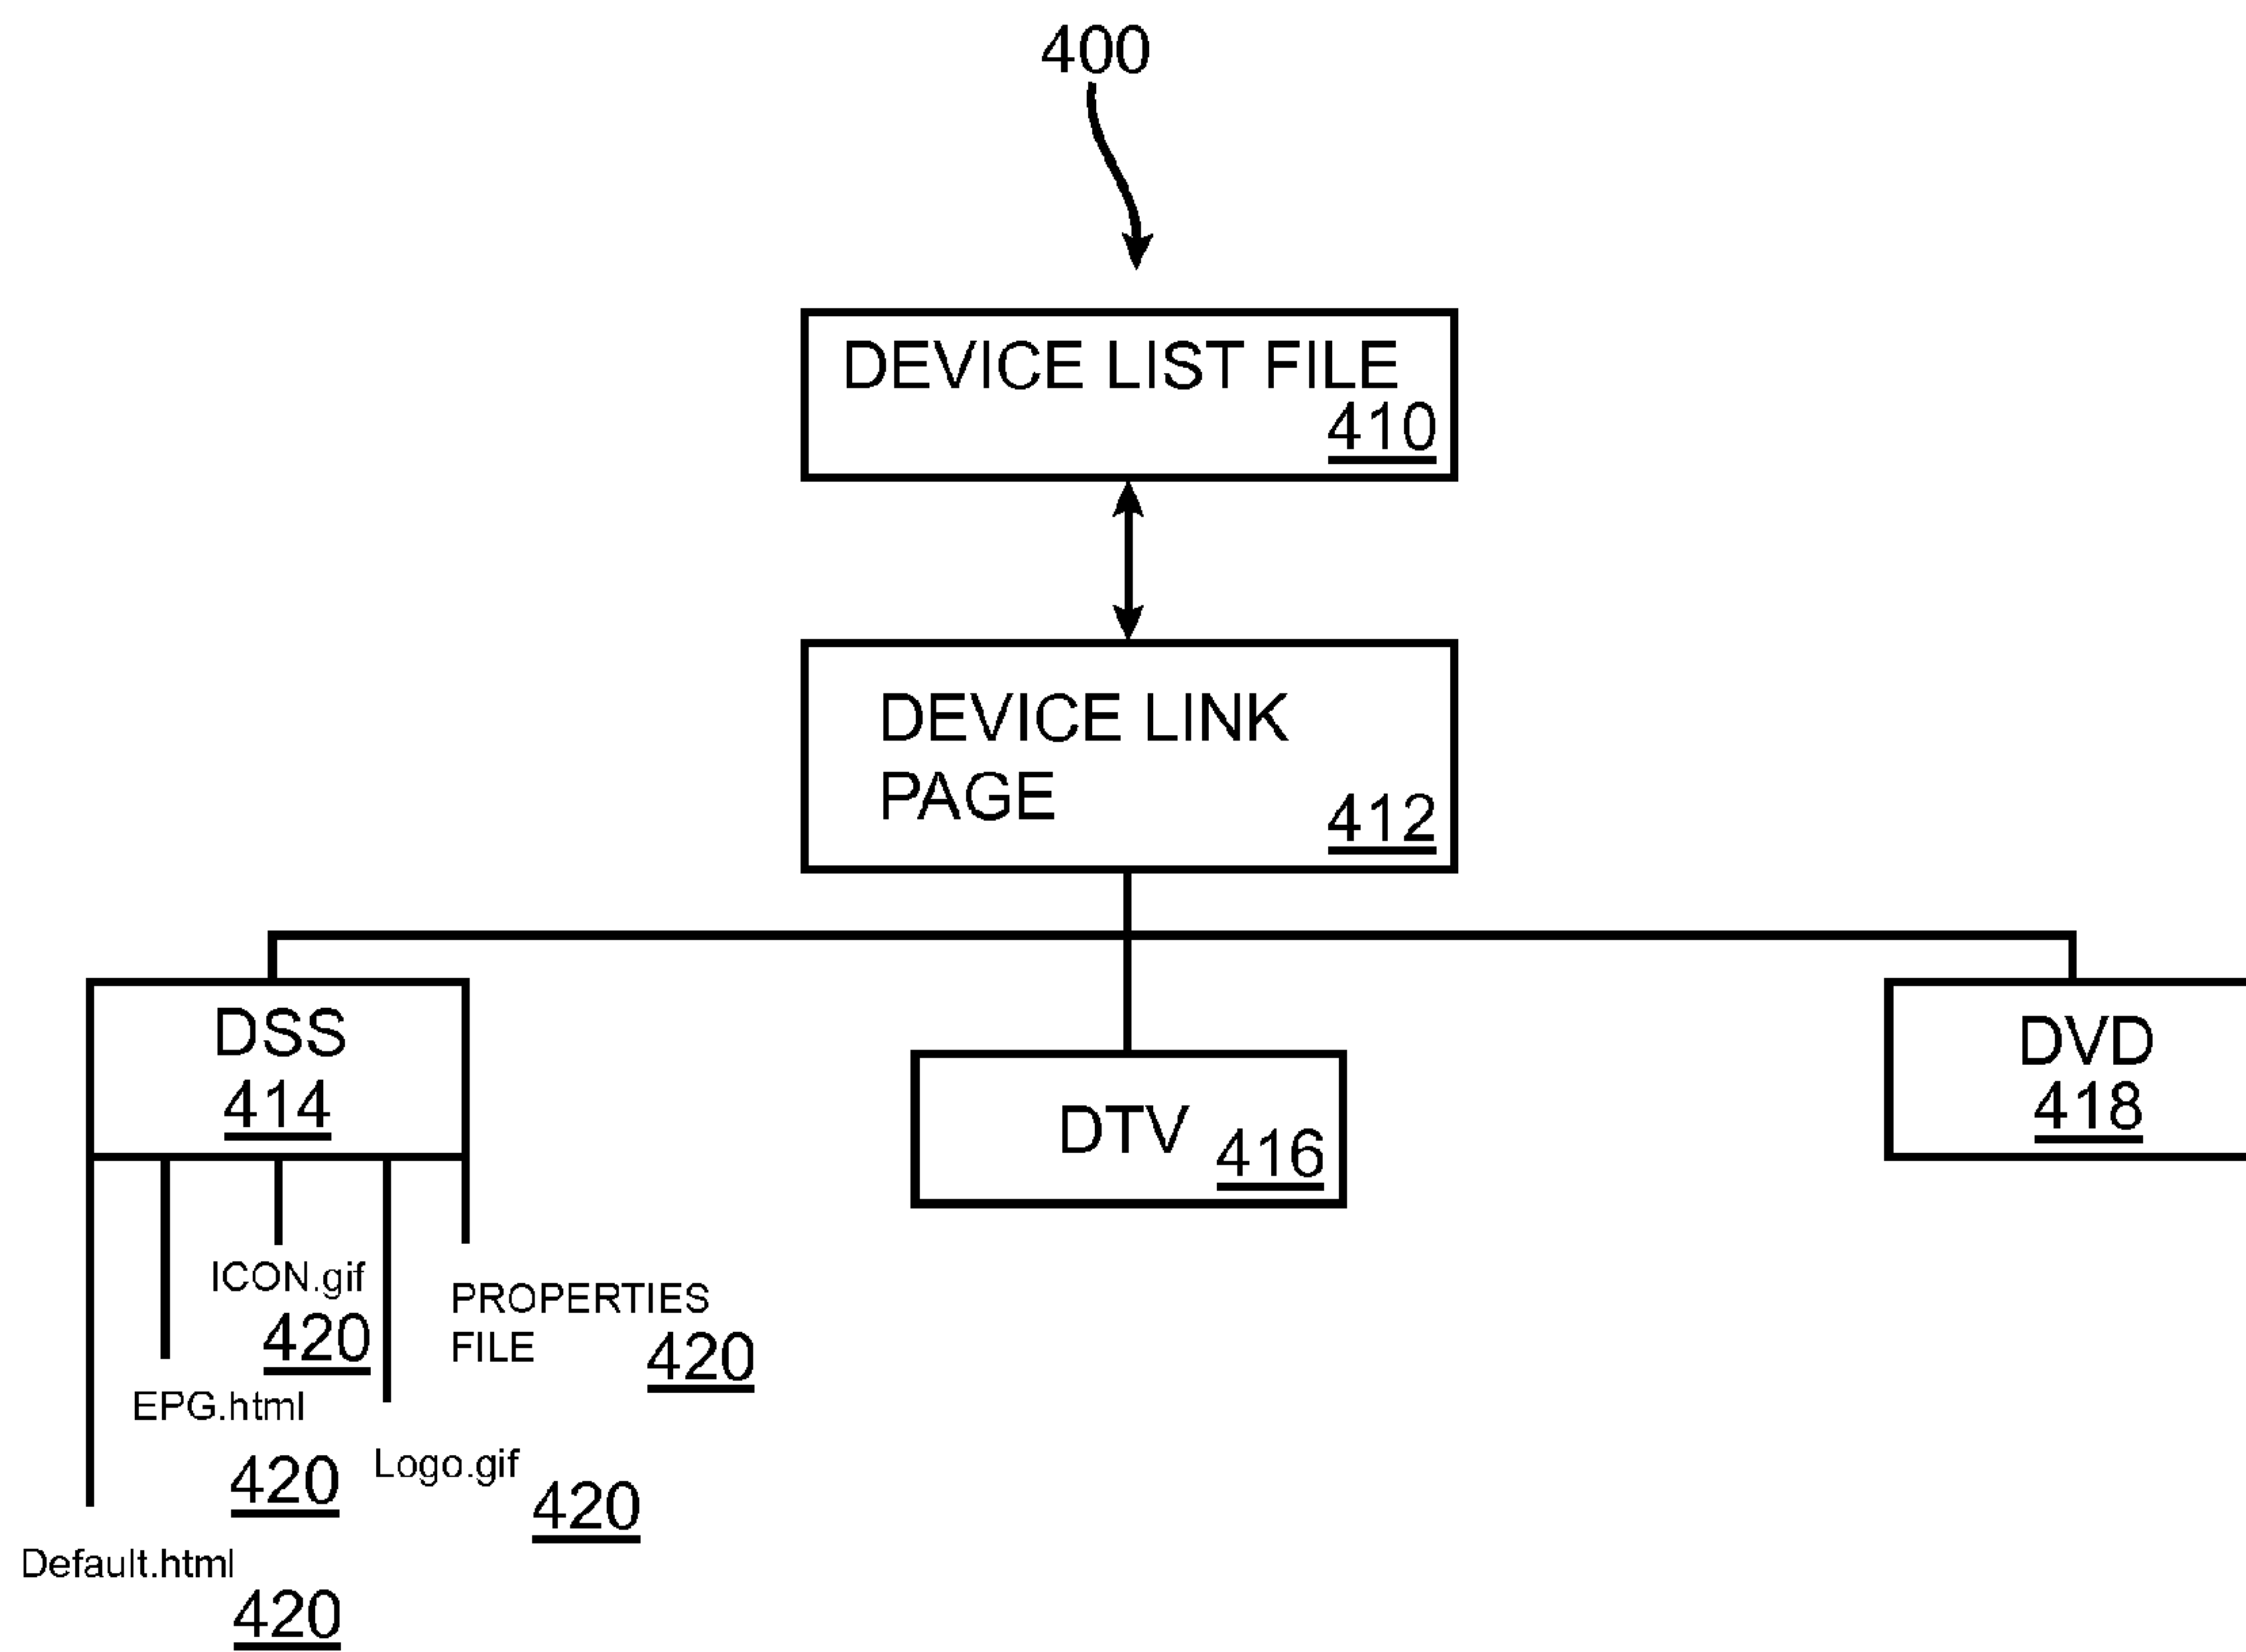 400
DEVICE LIST FILE
410
DEVICE LINK
PAGE
412
DSS
414
DTV
416
DVD
418
ICON.gif
420
PROPERTIES
FILE
420
EPG.html
420
Logo.gif
420
Default.html
420